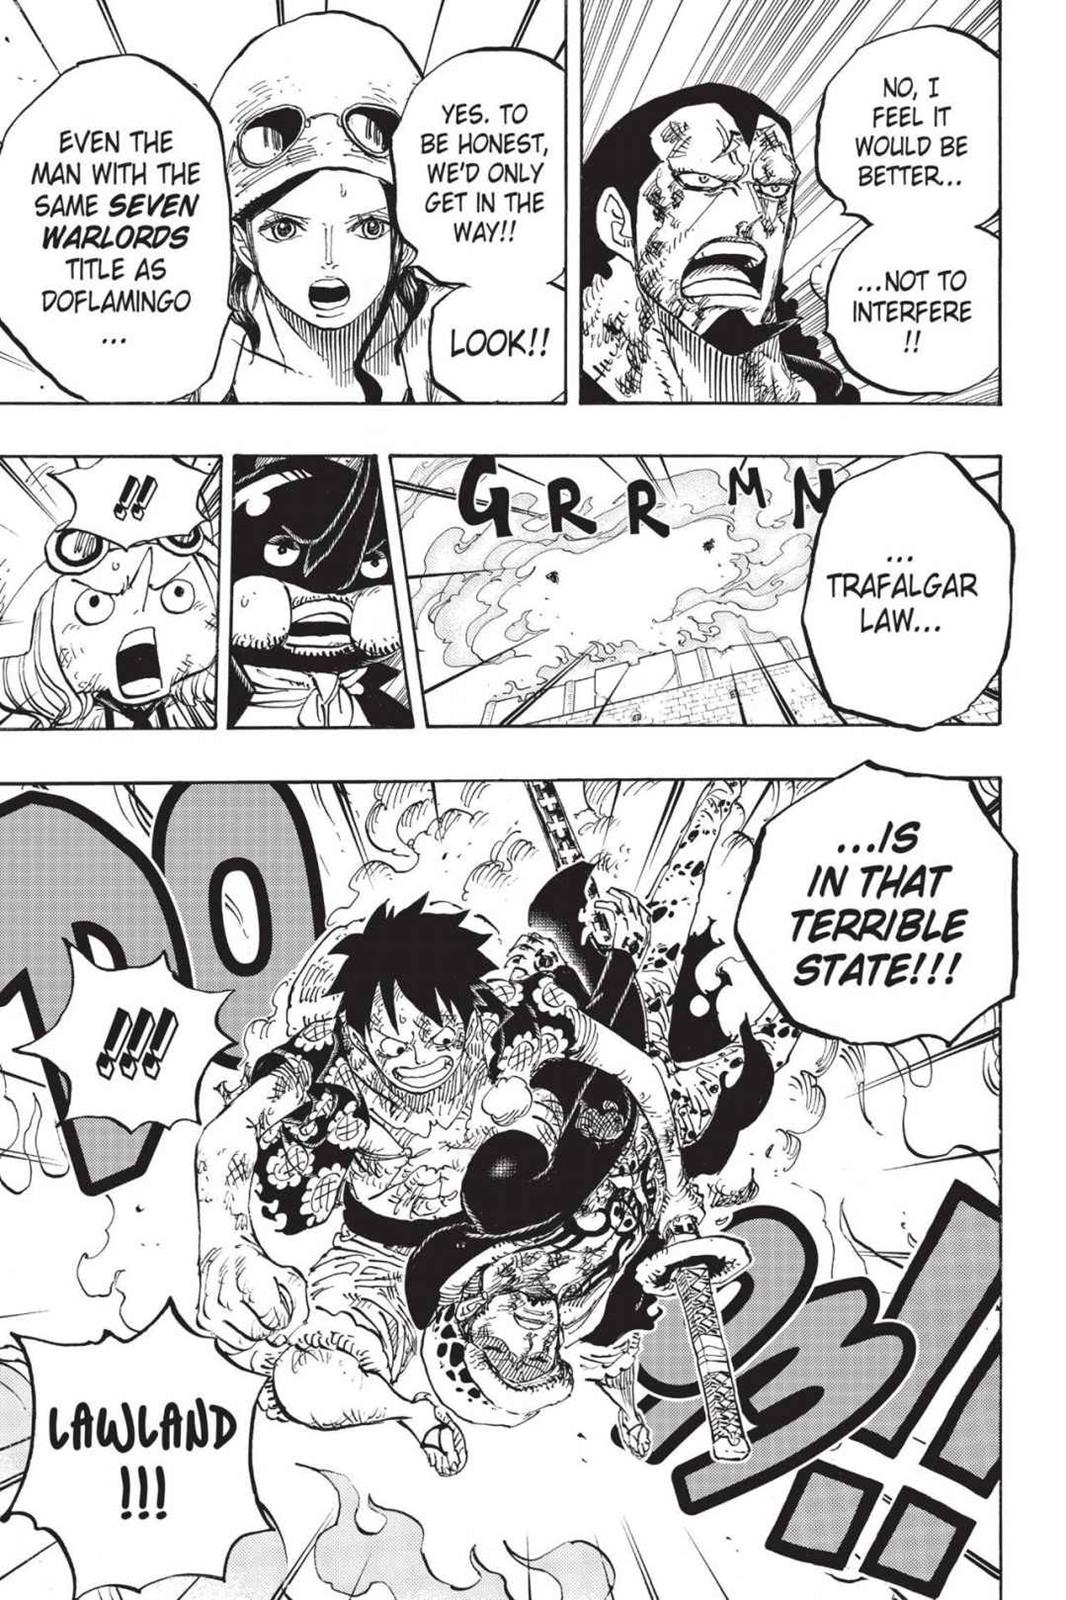 NO, I
FEEL IT
WOULD BE
BETTER...
...NOT TO
INTERFERE
!!
YES. TO
BE HONEST,
WE'D ONLY
GET IN THE
WAY!!
LOOK!!
EVEN THE
MAN WITH THE
SAME SEVEN
WARLORDS
TITLE AS
DOFLAMINGO
...
...
TRAFALGAR
LAW...
GRRMN
!!
...IS
IN THAT
TERRIBLE
STATE!!!
!!!
LAWLAND
!!!